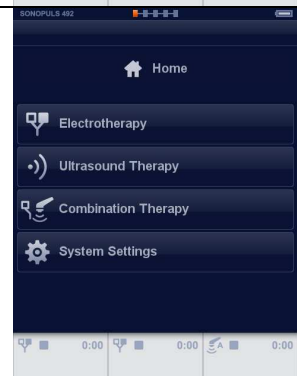 SONOPULS 492
Home
Electrotherapy
Ultrasound Therapy
Combination Therapy
System Settings
0:00 0:00 A 0:00